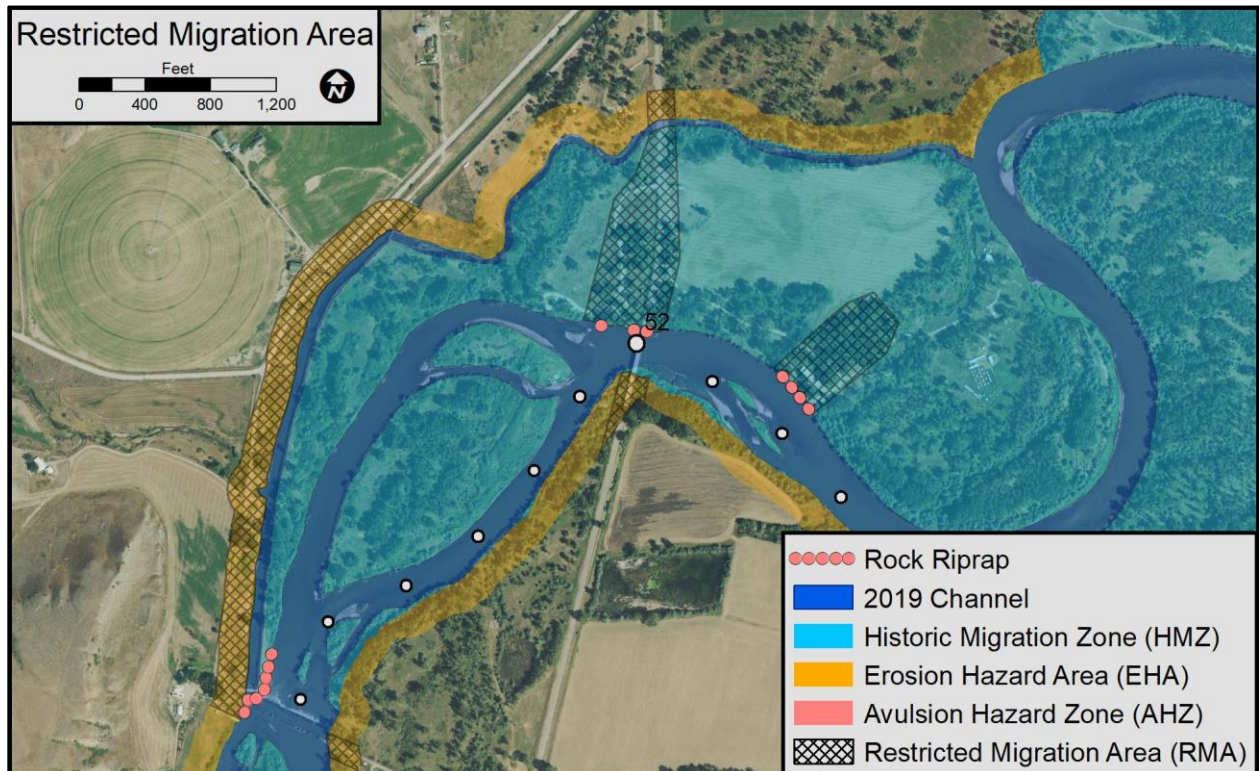 Restricted Migration Area
Feet
0 400 800 1,200
N
52
Rock Riprap
2019 Channel
Historic Migration Zone (HMZ)
Erosion Hazard Area (EHA)
Avulsion Hazard Zone (AHZ)
Restricted Migration Area (RMA)